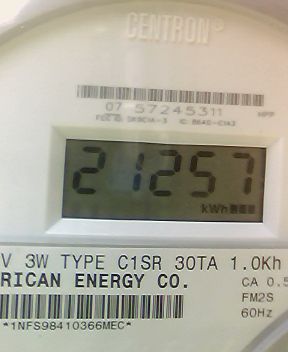 CENTRON®
07 57245311
HPP
21257
kWh
V 3W TYPE C1SR 30TA 1.0Kh
RICAN ENERGY CO.
CA 0.5
FM2S
60Hz
*1NFS98410366MEC*